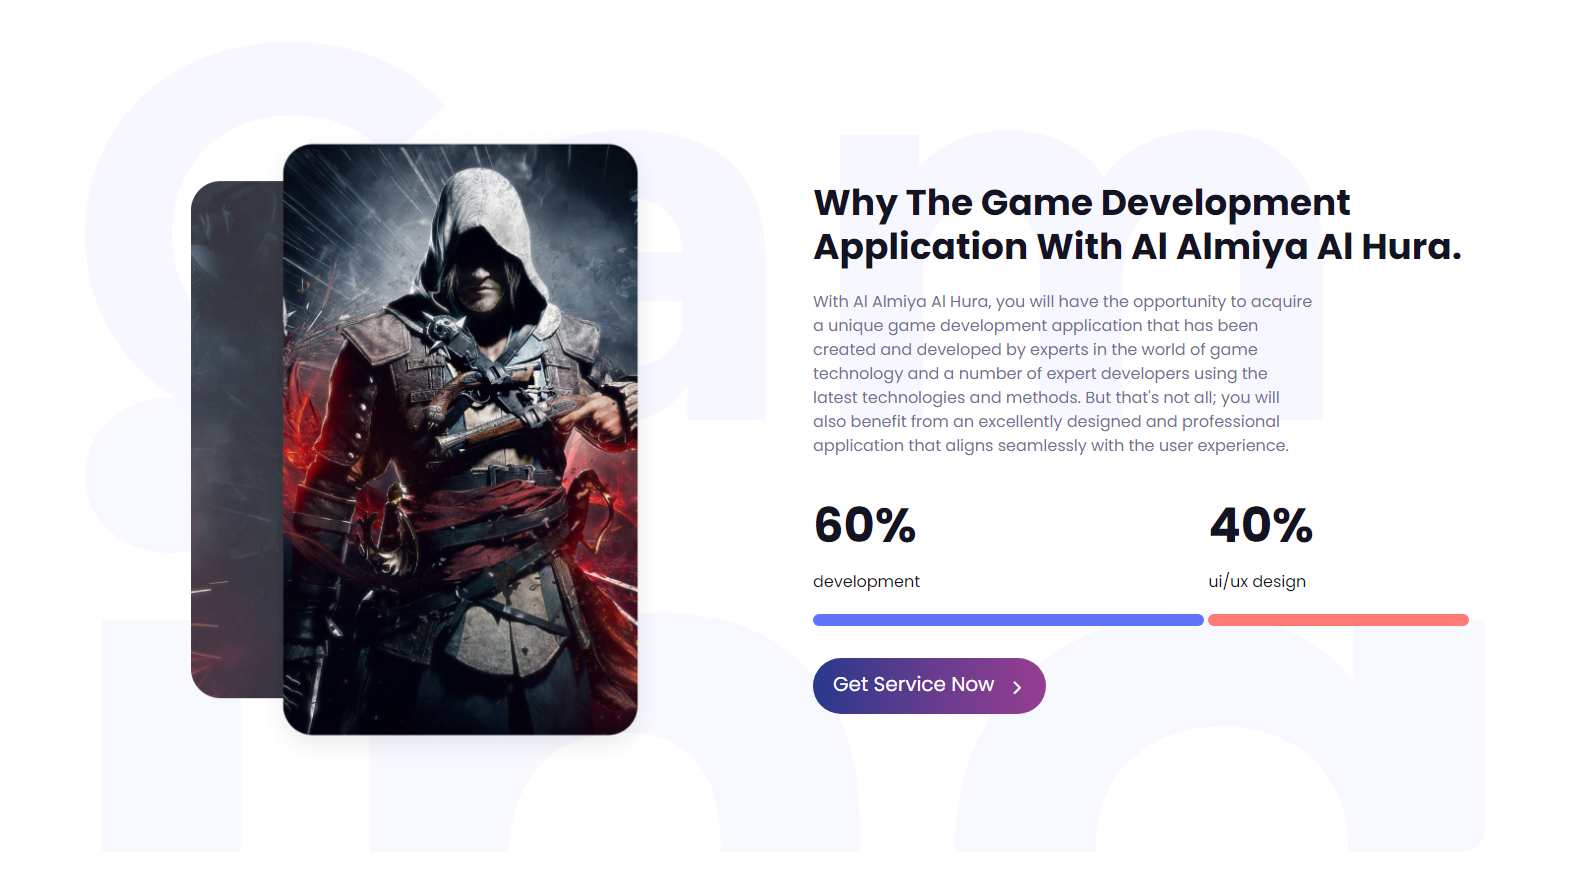 Gam
ing
Why The Game Development
Application With Al Almiya Al Hura.
With Al Almiya Al Hura, you will have the opportunity to acquire
a unique game development application that has been
created and developed by experts in the world of game
technology and a number of expert developers using the
latest technologies and methods. But that's not all; you will
also benefit from an excellently designed and professional
application that aligns seamlessly with the user experience.
60%
40%
development
ui/ux design
Get Service Now